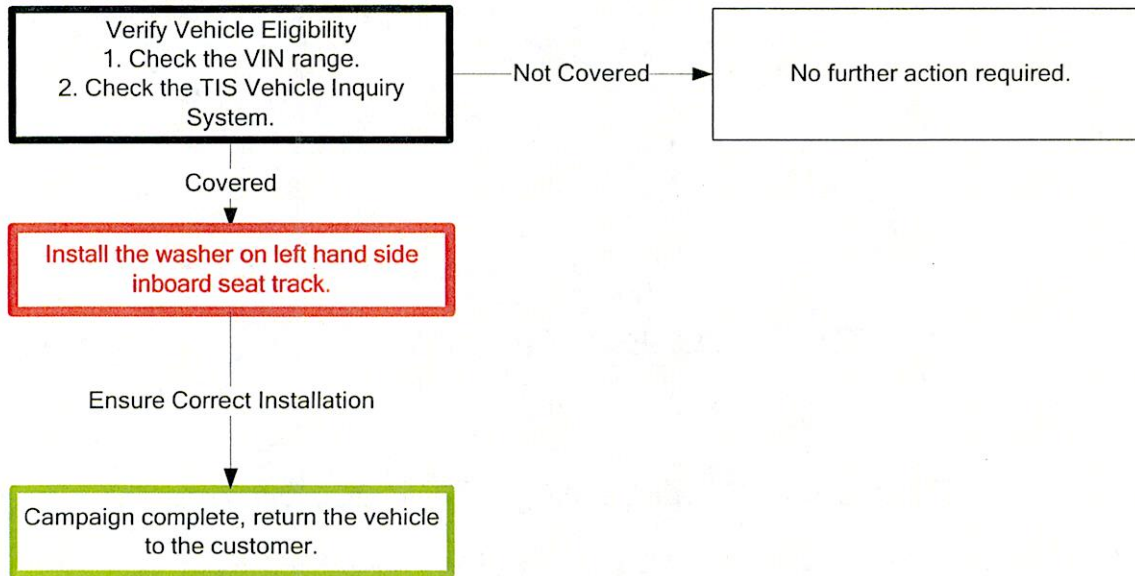 Verify Vehicle Eligibility
1. Check the VIN range.
2. Check the TIS Vehicle Inquiry
System.
Not Covered
No further action required.
Covered
Install the washer on left hand side
inboard seat track.
Ensure Correct Installation
Campaign complete, return the vehicle
to the customer.